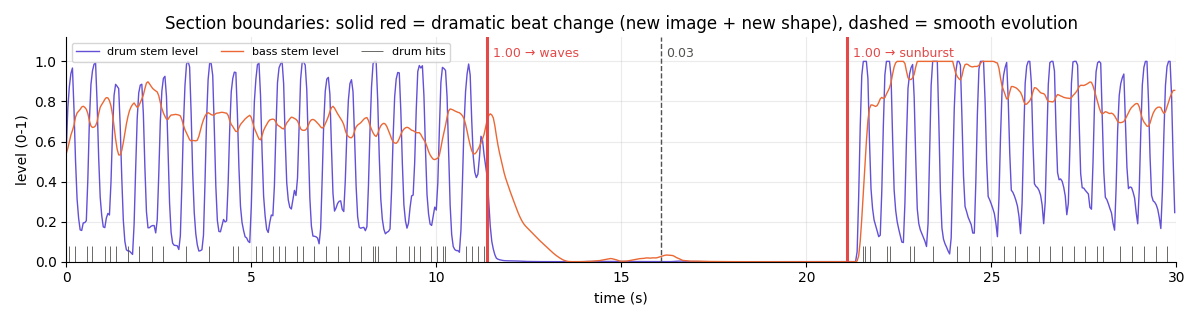 Section boundaries: solid red = dramatic beat change (new image + new shape), dashed = smooth evolution
drum stem level
bass stem level
drum hits
1.00 → waves
0.03
1.00 → sunburst
level (0-1)
1.0
0.8
0.6
0.4
0.2
0.0
0
5
10
15
20
25
30
time (s)